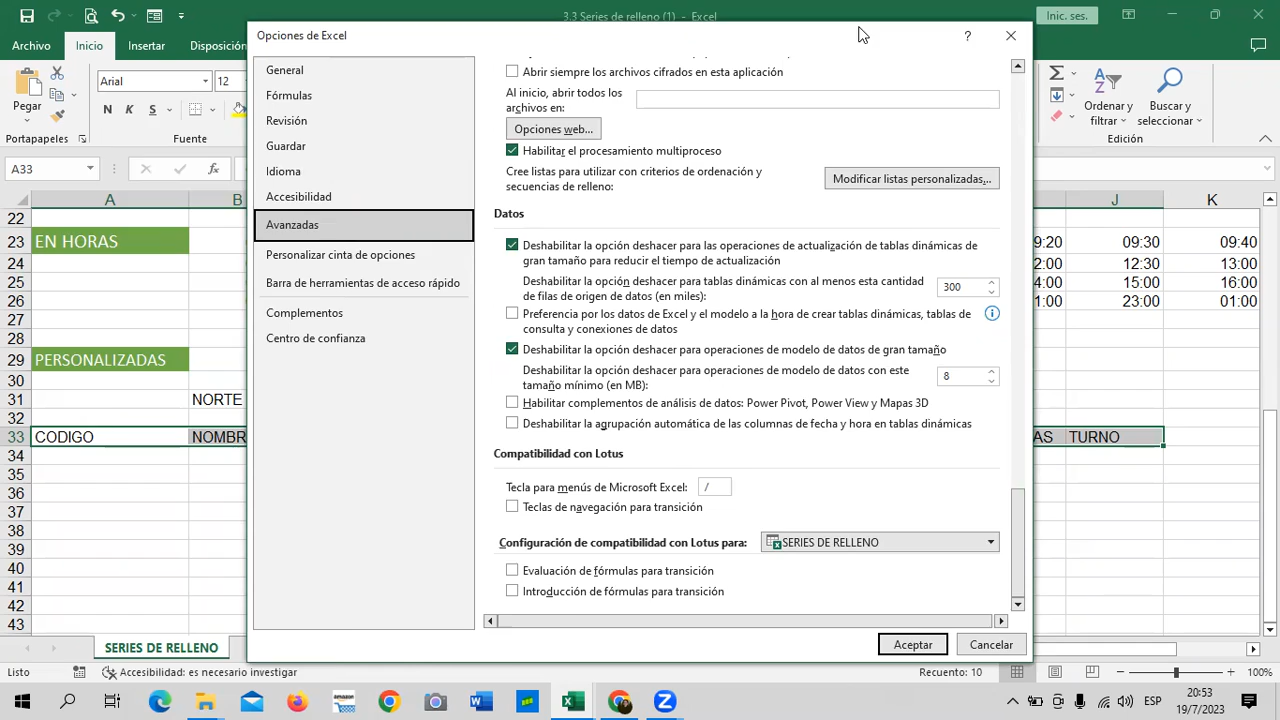 3.3 Series de relleno (1) - Excel
Inic. ses.
Archivo
Inicio
Insertar
Disposición
Opciones de Excel
?
General
Fórmulas
Revisión
Guardar
Idioma
Accesibilidad
Avanzadas
Personalizar cinta de opciones
Barra de herramientas de acceso rápido
Complementos
Centro de confianza
Abrir siempre los archivos cifrados en esta aplicación
Al inicio, abrir todos los
archivos en:
Opciones web...
Habilitar el procesamiento multiproceso
Cree listas para utilizar con criterios de ordenación y
secuencias de relleno:
Modificar listas personalizadas...
Datos
Deshabilitar la opción deshacer para las operaciones de actualización de tablas dinámicas de
gran tamaño para reducir el tiempo de actualización
Deshabilitar la opción deshacer para tablas dinámicas con al menos esta cantidad
de filas de origen de datos (en miles):
300
Preferencia por los datos de Excel y el modelo a la hora de crear tablas dinámicas, tablas de
consulta y conexiones de datos
Deshabilitar la opción deshacer para operaciones de modelo de datos de gran tamaño
Deshabilitar la opción deshacer para operaciones de modelo de datos con este
tamaño mínimo (en MB):
8
Habilitar complementos de análisis de datos: Power Pivot, Power View y Mapas 3D
Deshabilitar la agrupación automática de las columnas de fecha y hora en tablas dinámicas
Compatibilidad con Lotus
Tecla para menús de Microsoft Excel:
/
Teclas de navegación para transición
Configuración de compatibilidad con Lotus para:
SERIES DE RELLENO
Evaluación de fórmulas para transición
Introducción de fórmulas para transición
Aceptar
Cancelar
Pegar
Portapapeles
Arial
12
N K S
Ordenar y
filtrar
Buscar y
seleccionar
Edición
A33
fx
A B J K
22
23 EN HORAS 9:20 09:30 09:40
24 2:00 12:30 13:00
25 4:00 15:00 16:00
26 1:00 23:00 01:00
27
28
29 PERSONALIZADAS
30
31 NORTE
33 CODIGO NOMBR AS TURNO
34
35
36
37
38
39
40
41
42
43
SERIES DE RELLENO
Listo
Accesibilidad: es necesario investigar
Recuento: 10
100%
amazon
W
Z
ESP
20:53
19/7/2023